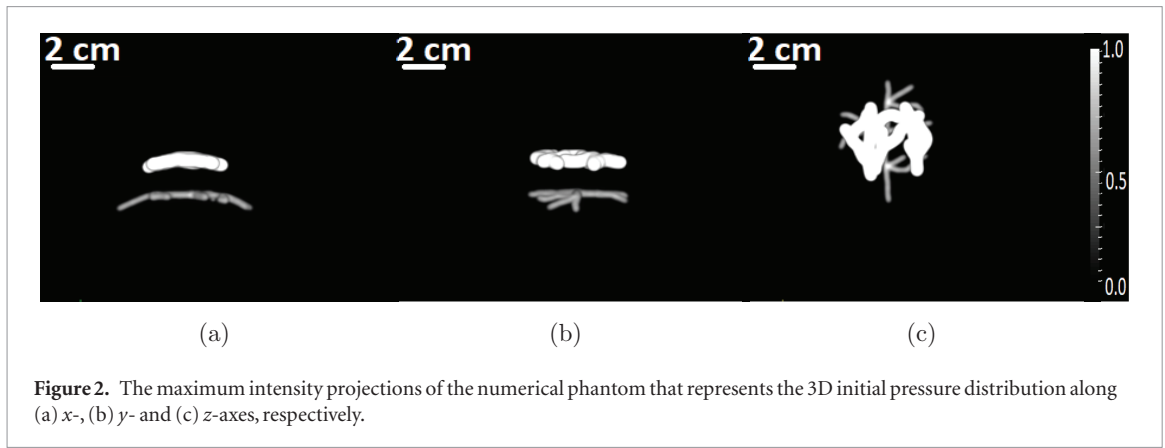 2 cm
2 cm
2 cm
1.0
0.5
0.0
(a)
(b)
(c)
Figure 2. The maximum intensity projections of the numerical phantom that represents the 3D initial pressure distribution along
(a) x-, (b) y- and (c) z-axes, respectively.